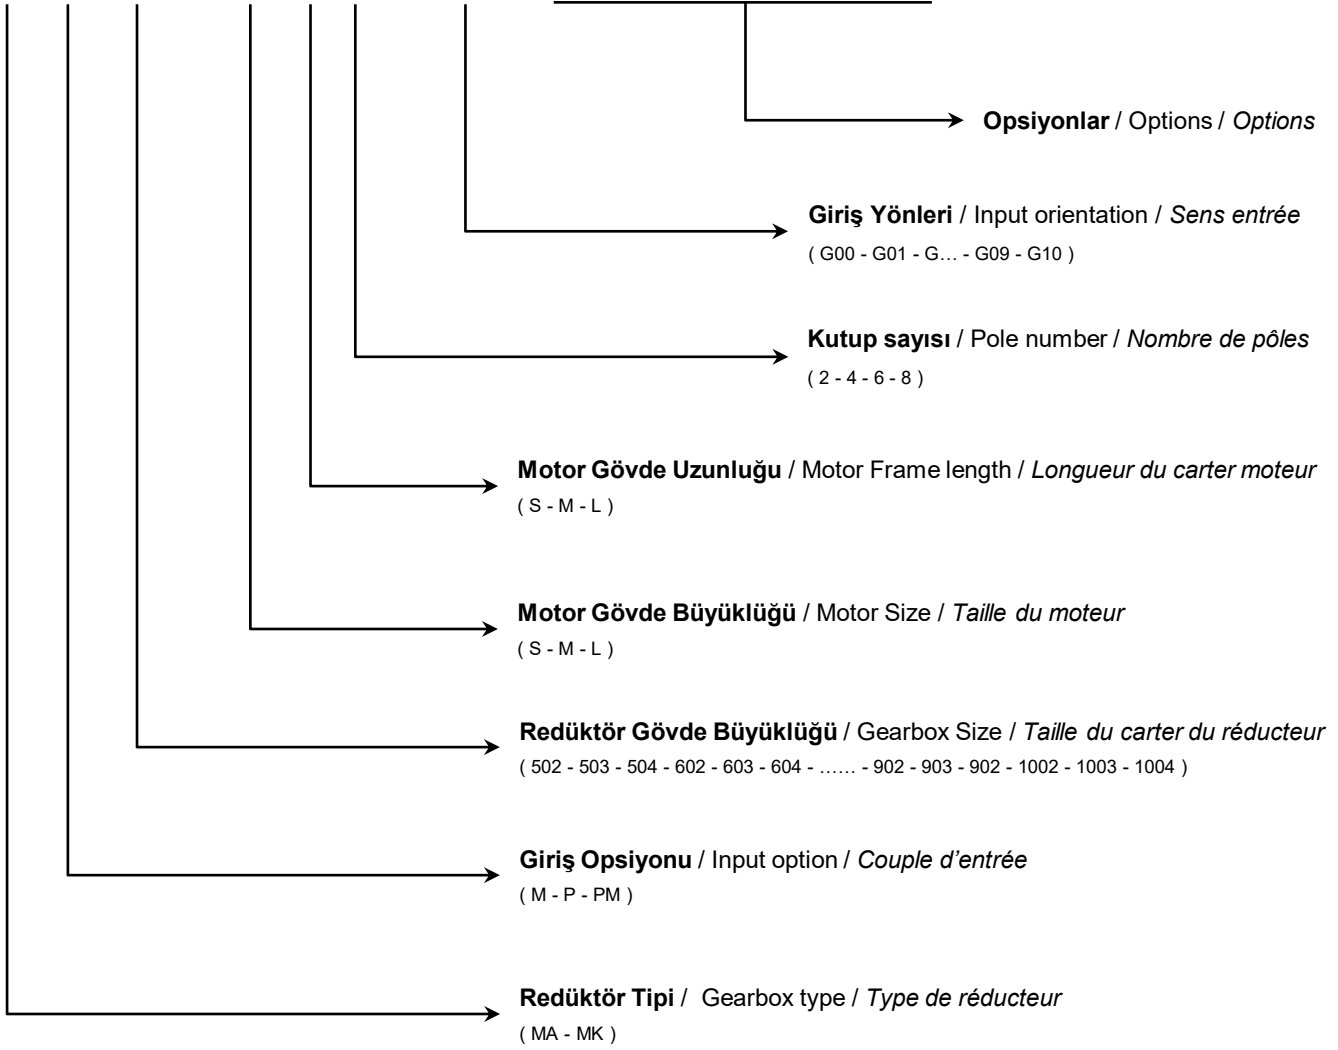 Opsiyonlar / Options / Options
Giriş Yönleri / Input orientation / Sens entrée
( G00 - G01 - G… - G09 - G10 )
Kutup sayısı / Pole number / Nombre de pôles
( 2 - 4 - 6 - 8 )
Motor Gövde Uzunluğu / Motor Frame length / Longueur du carter moteur
( S - M - L )
Motor Gövde Büyüklüğü / Motor Size / Taille du moteur
( S - M - L )
Redüktör Gövde Büyüklüğü / Gearbox Size / Taille du carter du réducteur
( 502 - 503 - 504 - 602 - 603 - 604 - …… - 902 - 903 - 902 - 1002 - 1003 - 1004 )
Giriş Opsiyonu / Input option / Couple d’entrée
( M - P - PM )
Redüktör Tipi / Gearbox type / Type de réducteur
( MA - MK )